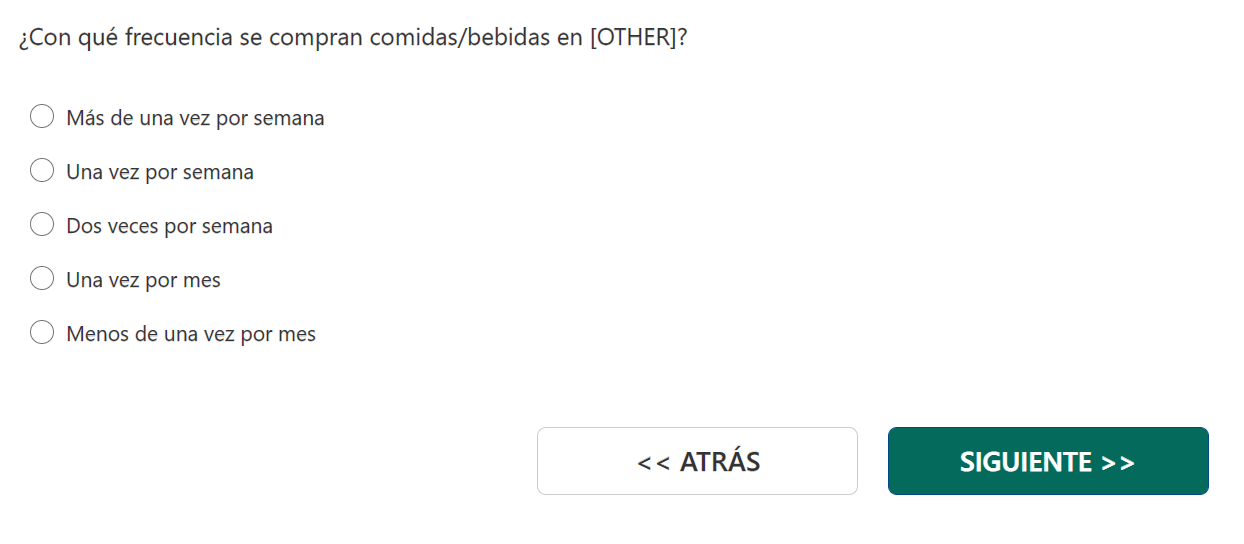 ¿Con qué frecuencia se compran comidas/bebidas en [OTHER]?
Más de una vez por semana
Una vez por semana
Dos veces por semana
Una vez por mes
Menos de una vez por mes
<< ATRÁS
SIGUIENTE >>